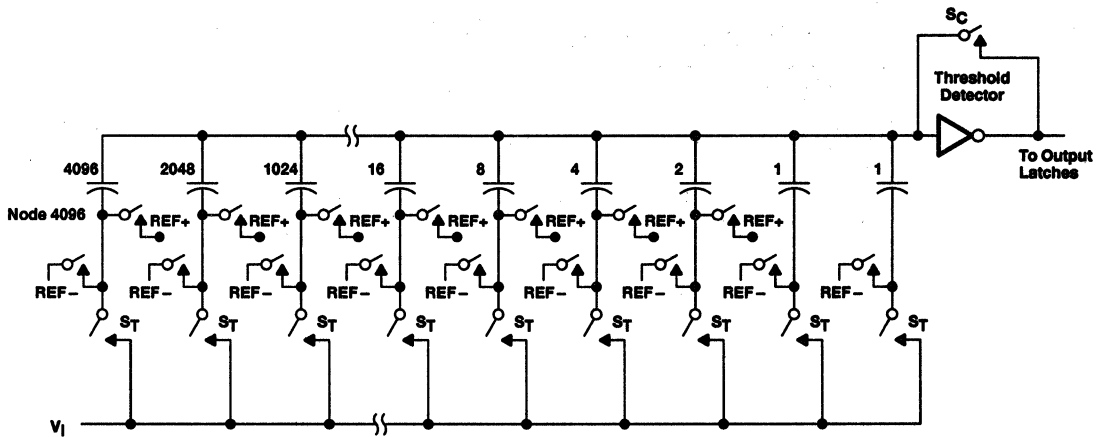 SC
Threshold
Detector
To Output
Latches
4096 2048 1024 16 8 4 2 1 1
Node 4096 REF+ REF+ REF+ REF+ REF+ REF+ REF+
REF− REF− REF− REF− REF− REF− REF− REF− REF−
ST ST ST ST ST ST ST ST ST
VI